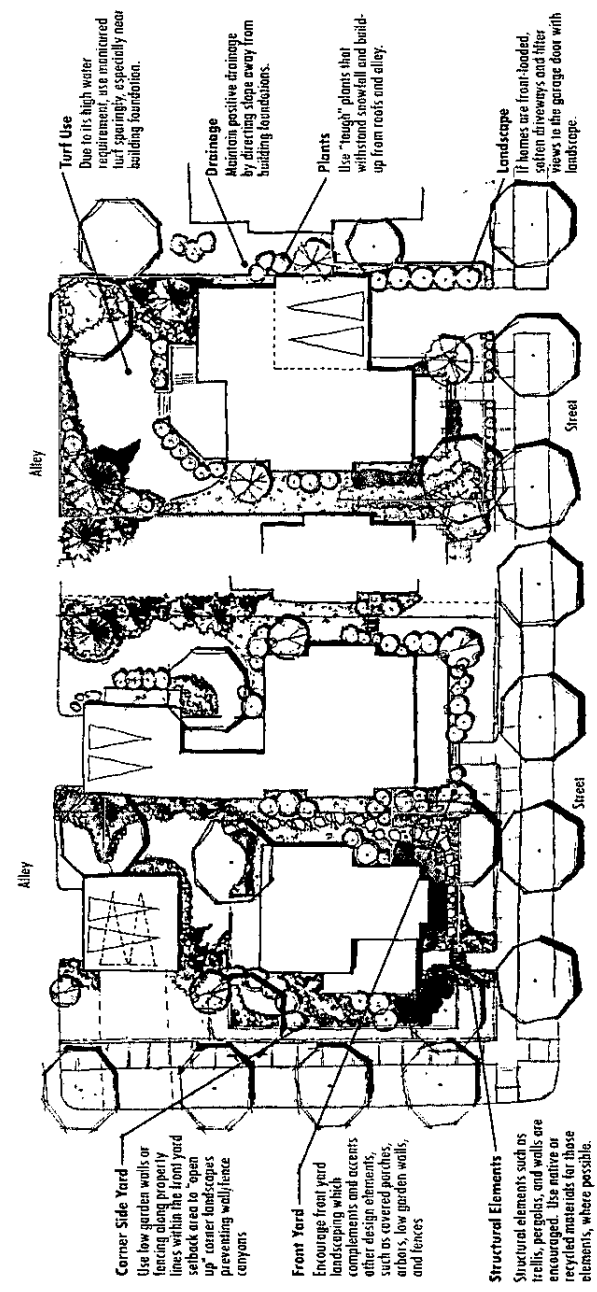 Corner Side Yard
Use low garden walls or
fencing along property
lines within the front yard
setback area to "open
up" corner landscapes
preventing wall/fence
canyons
Front Yard
Encourage front yard
landscaping which
complements and accents
other design elements,
such as covered porches,
arbors, low garden walls,
and fences
Structural Elements
Structural elements such as
trellis, pergolas, and walls are
encouraged. Use native or
recycled materials for those
elements, where possible.
Alley
Street
Alley
Street
Turf Use
Due to its high water
requirement, use manicured
turf sparingly, especially near
building foundation.
Drainage
Maintain positive drainage
by directing slope away from
building foundations.
Plants
Use "tough" plants that
withstand snowfall and build-
up from roots and alley.
Landscape
If homes are front-loaded,
soften driveways and filter
views to the garage door with
landscape.